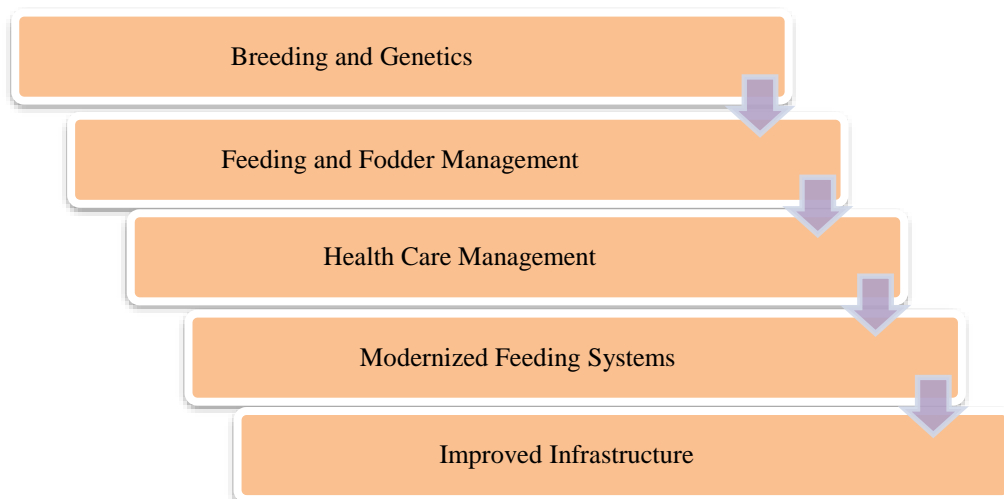 Breeding and Genetics
Feeding and Fodder Management
Health Care Management
Modernized Feeding Systems
Improved Infrastructure